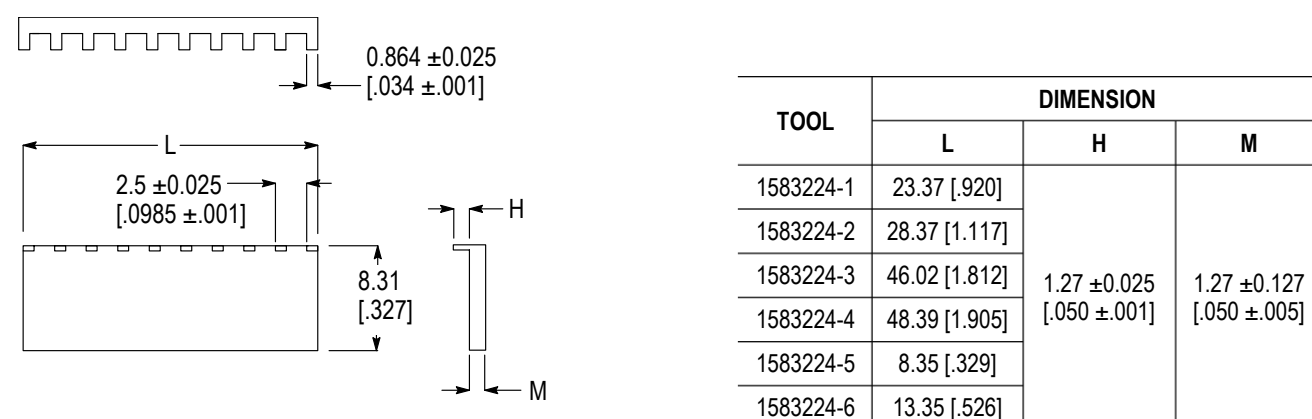 0.864 ±0.025
[.034 ±.001]
L
2.5 ±0.025
[.0985 ±.001]
H
8.31
[.327]
M
TOOL
DIMENSION
L H M
1583224-1 23.37 [.920]
1583224-2 28.37 [1.117]
1583224-3 46.02 [1.812]
1.27 ±0.025 1.27 ±0.127
[.050 ±.001] [.050 ±.005]
1583224-4 48.39 [1.905]
1583224-5 8.35 [.329]
1583224-6 13.35 [.526]